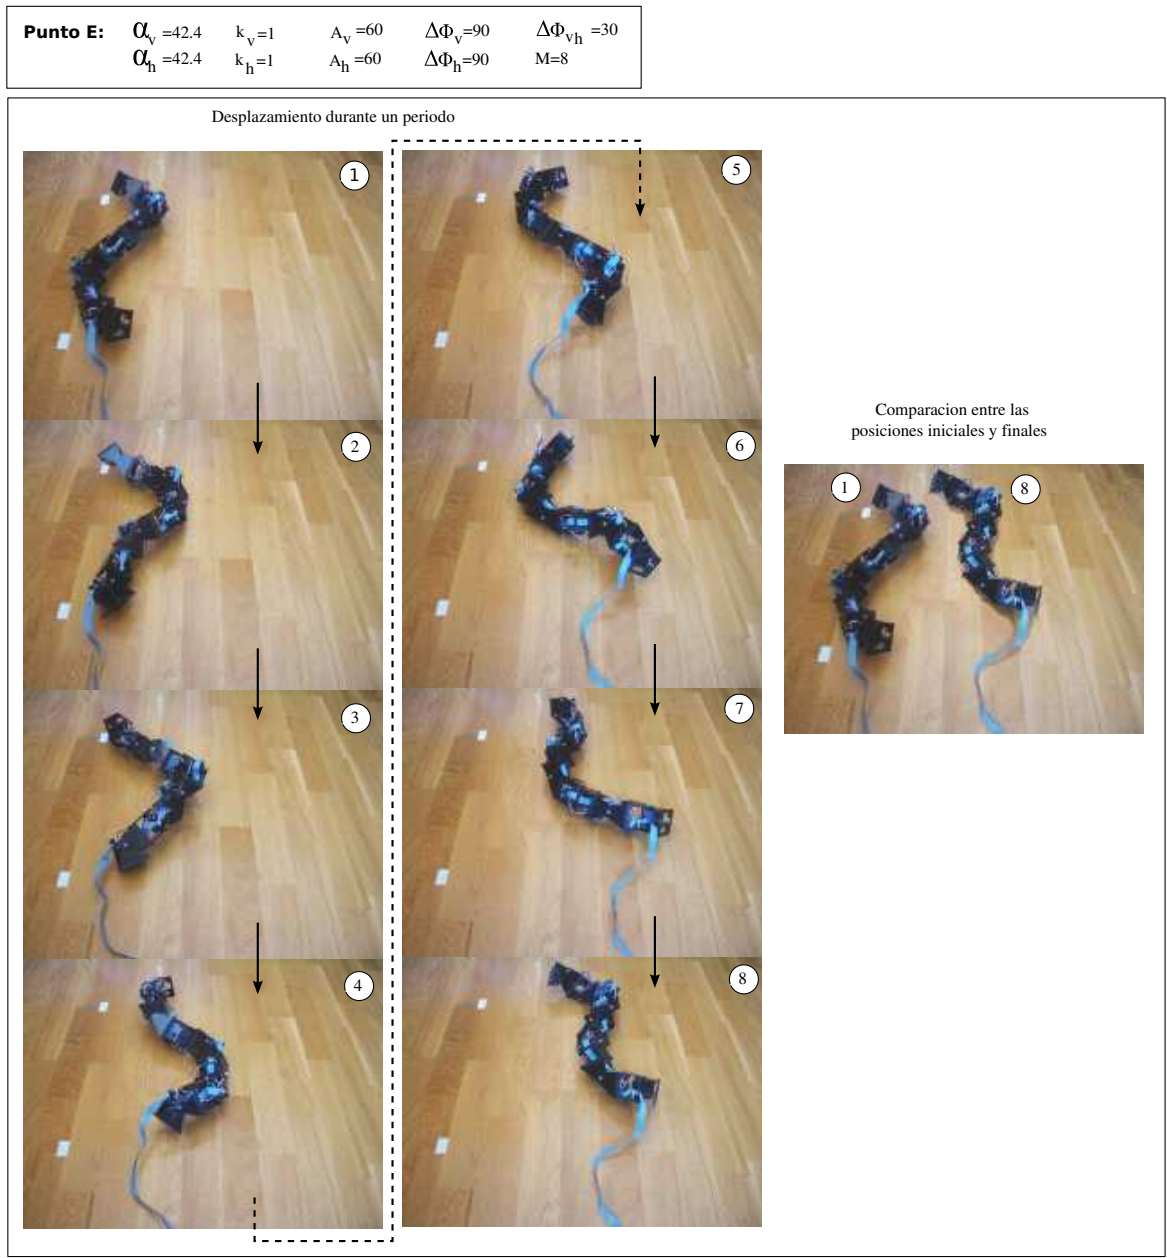 Punto E: αv =42.4 kv=1 Av =60 ΔΦv=90 ΔΦvh =30
αh =42.4 kh=1 Ah =60 ΔΦh=90 M=8
Desplazamiento durante un periodo
1
5
2
6
3
7
4
8
Comparacion entre las
posiciones iniciales y finales
1
8